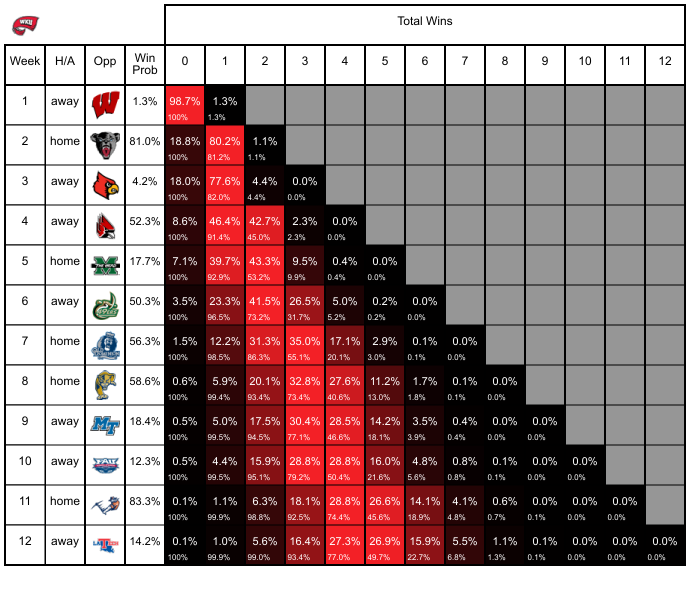 WKU
Total Wins
Week H/A Opp Win Prob 0 1 2 3 4 5 6 7 8 9 10 11 12
1 away W 1.3% 98.7% 1.3%
100% 1.3%
2 home 81.0% 18.8% 80.2% 1.1%
100% 81.2% 1.1%
3 away 4.2% 18.0% 77.6% 4.4% 0.0%
100% 82.0% 4.4% 0.0%
4 away 52.3% 8.6% 46.4% 42.7% 2.3% 0.0%
100% 91.4% 45.0% 2.3% 0.0%
5 home M 17.7% 7.1% 39.7% 43.3% 9.5% 0.4% 0.0%
100% 92.9% 53.2% 9.9% 0.4% 0.0%
6 away 50.3% 3.5% 23.3% 41.5% 26.5% 5.0% 0.2% 0.0%
100% 96.5% 73.2% 31.7% 5.2% 0.2% 0.0%
7 home 56.3% 1.5% 12.2% 31.3% 35.0% 17.1% 2.9% 0.1% 0.0%
100% 98.5% 86.3% 55.1% 20.1% 3.0% 0.1% 0.0%
8 home 58.6% 0.6% 5.9% 20.1% 32.8% 27.6% 11.2% 1.7% 0.1% 0.0%
100% 99.4% 93.4% 73.4% 40.6% 13.0% 1.8% 0.1% 0.0%
9 away MT 18.4% 0.5% 5.0% 17.5% 30.4% 28.5% 14.2% 3.5% 0.4% 0.0% 0.0%
100% 99.5% 94.5% 77.1% 46.6% 18.1% 3.9% 0.4% 0.0% 0.0%
10 away FAU 12.3% 0.5% 4.4% 15.9% 28.8% 28.8% 16.0% 4.8% 0.8% 0.1% 0.0% 0.0%
100% 99.5% 95.1% 79.2% 50.4% 21.6% 5.6% 0.8% 0.1% 0.0% 0.0%
11 home 83.3% 0.1% 1.1% 6.3% 18.1% 28.8% 26.6% 14.1% 4.1% 0.6% 0.0% 0.0% 0.0%
100% 99.9% 98.8% 92.5% 74.4% 45.6% 18.9% 4.8% 0.7% 0.0% 0.0% 0.0%
12 away LA TECH 14.2% 0.1% 1.0% 5.6% 16.4% 27.3% 26.9% 15.9% 5.5% 1.1% 0.1% 0.0% 0.0% 0.0%
100% 99.9% 99.0% 93.4% 77.0% 49.7% 22.7% 6.8% 1.3% 0.1% 0.0% 0.0% 0.0%